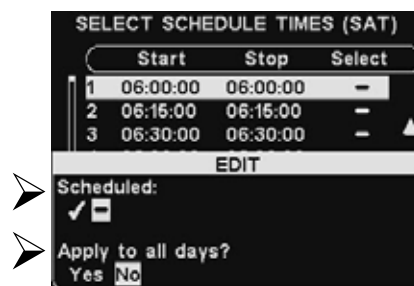 SELECT SCHEDULE TIMES (SAT)
Start Stop Select
1 06:00:00 06:00:00 –
2 06:15:00 06:15:00 –
3 06:30:00 06:30:00 –
EDIT
Scheduled:
✓ –
Apply to all days?
Yes No